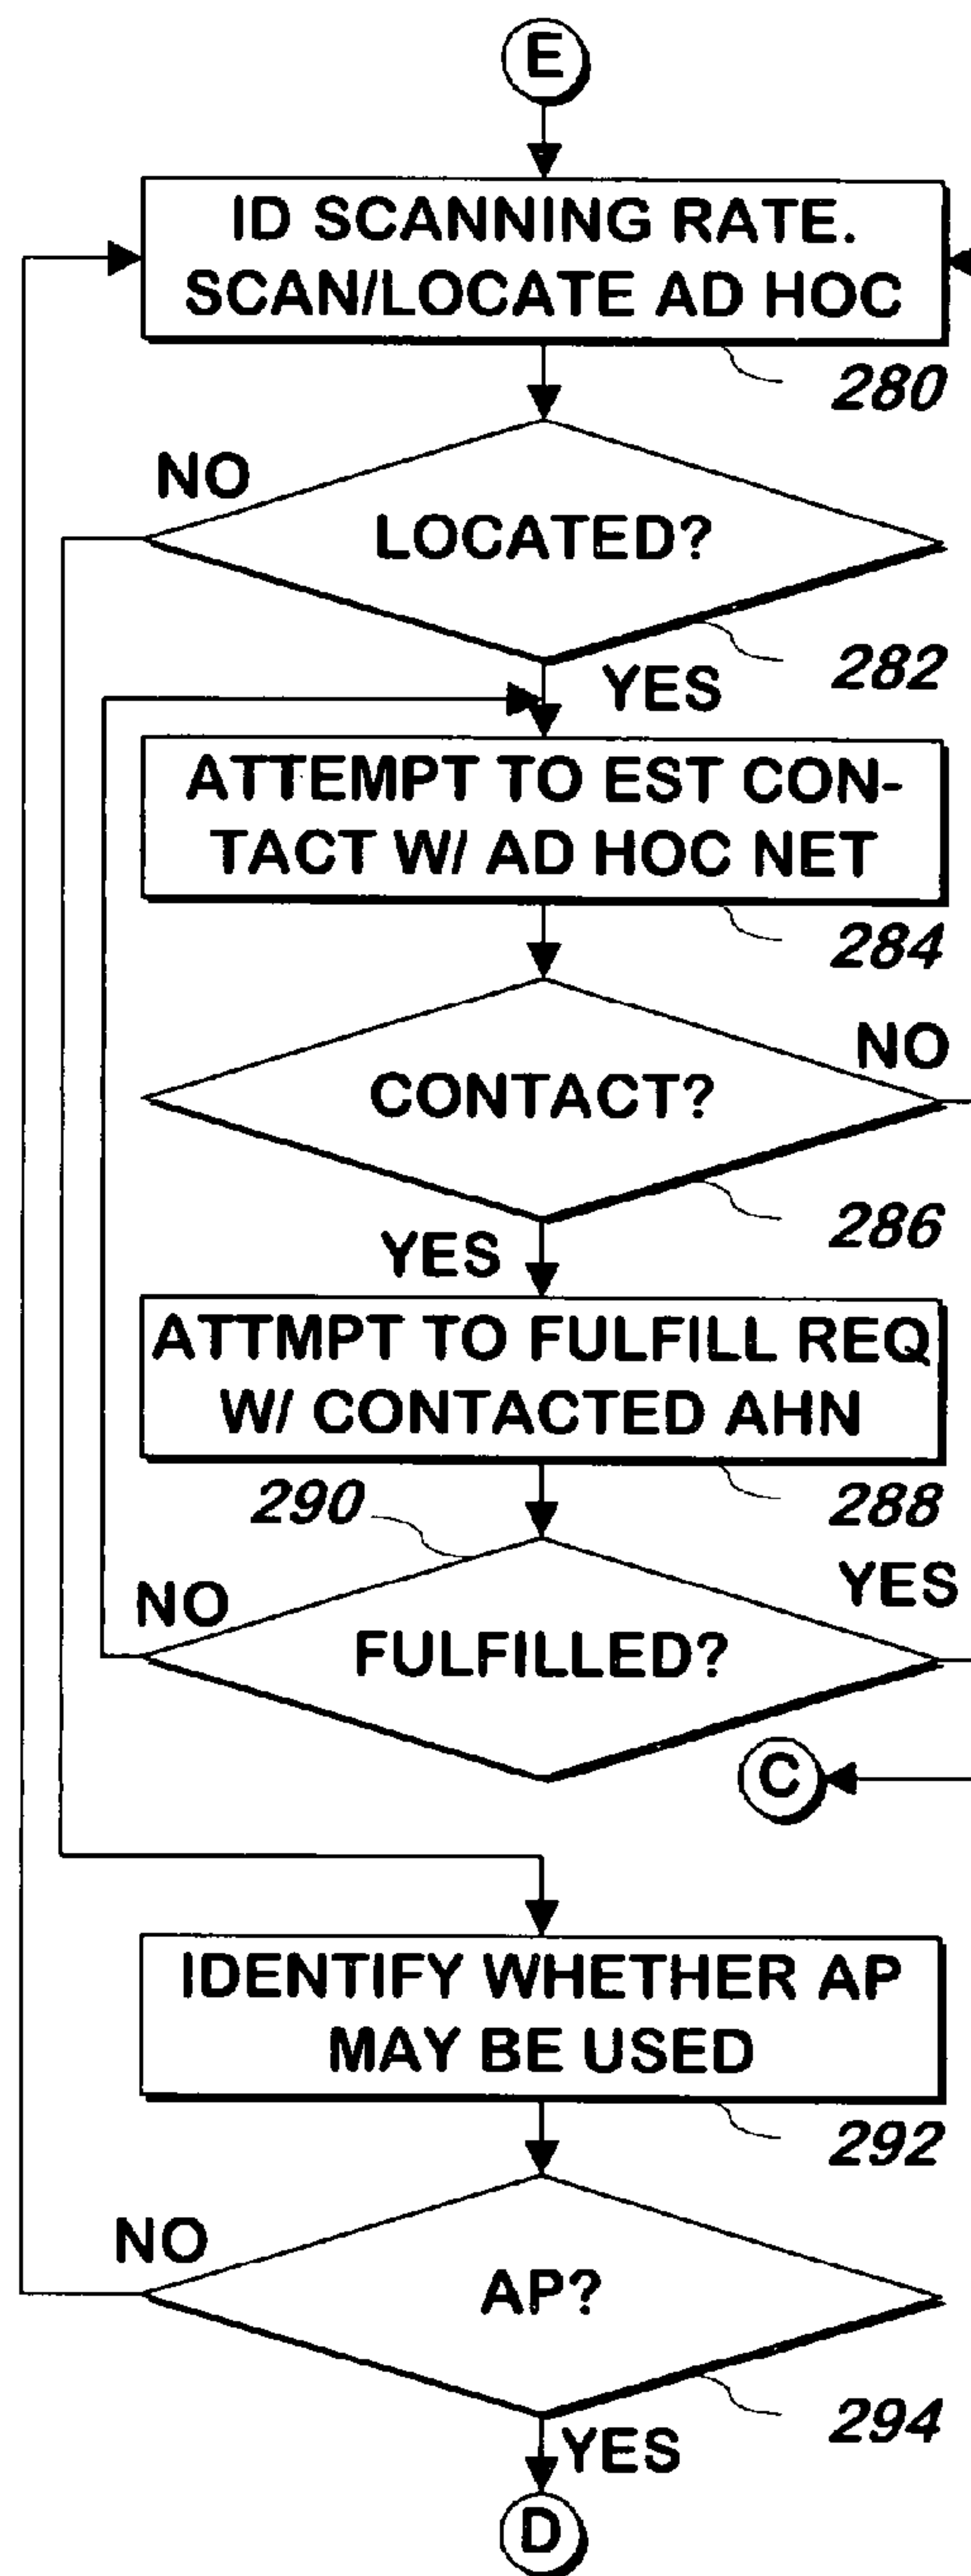 E
ID SCANNING RATE.
SCAN/LOCATE AD HOC
280
NO
LOCATED?
282
YES
ATTEMPT TO EST CON-
TACT W/ AD HOC NET
284
NO
CONTACT?
286
YES
ATTMPT TO FULFILL REQ
W/ CONTACTED AHN
290
288
NO
YES
FULFILLED?
C
IDENTIFY WHETHER AP
MAY BE USED
292
NO
AP?
294
YES
D